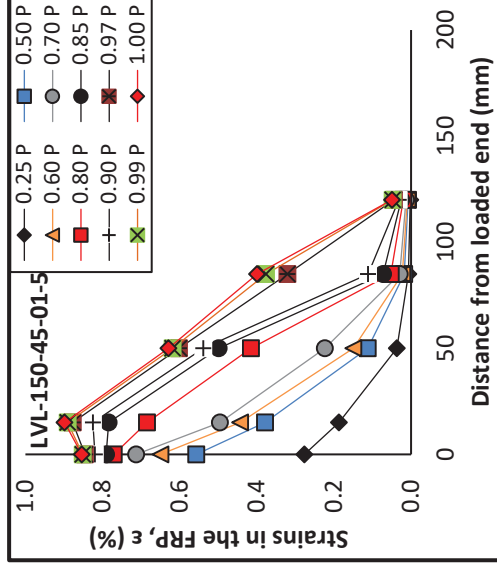 LVL-150-45-01-5
0.25 P
0.50 P
0.60 P
0.70 P
0.80 P
0.85 P
0.90 P
0.97 P
0.99 P
1.00 P
Strains in the FRP, ε (%)
1.0
0.8
0.6
0.4
0.2
0.0
0
50
100
150
200
Distance from loaded end (mm)